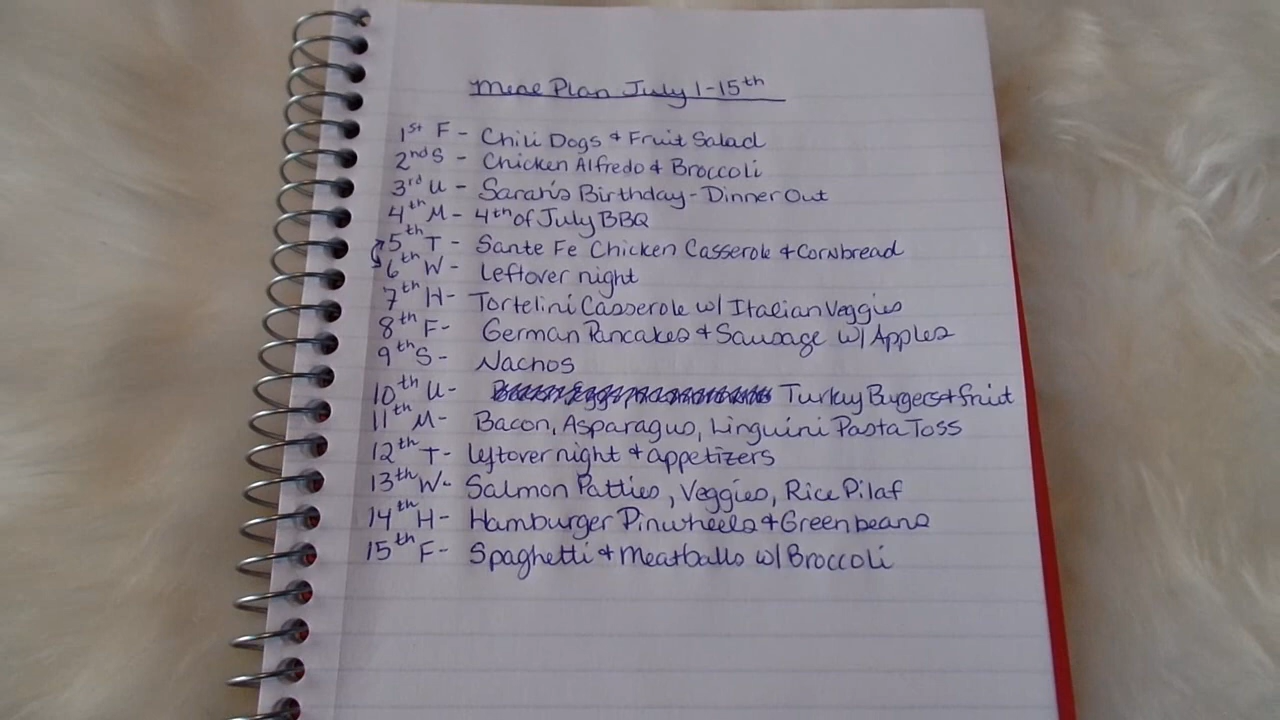 Menu Plan July 1-15th
1st F - Chili Dogs + Fruit Salad
2nd S - Chicken Alfredo + Broccoli
3rd U - Sarah's Birthday - Dinner Out
4th M - 4th of July BBQ
5th T - Sante Fe Chicken Casserole + Cornbread
6th W - Leftover night
7th H - Tortelini Casserole w/ Italian Veggies
8th F - German Pancakes + Sausage w/ Apples
9th S - Nachos
10th U - Turkey Burgers + fruit
11th M - Bacon, Asparagus, Linguini Pasta Toss
12th T - Leftover night + appetizers
13th W - Salmon Patties, Veggies, Rice Pilaf
14th H - Hamburger Pinwheels + Green beans
15th F - Spaghetti + Meatballs w/ Broccoli